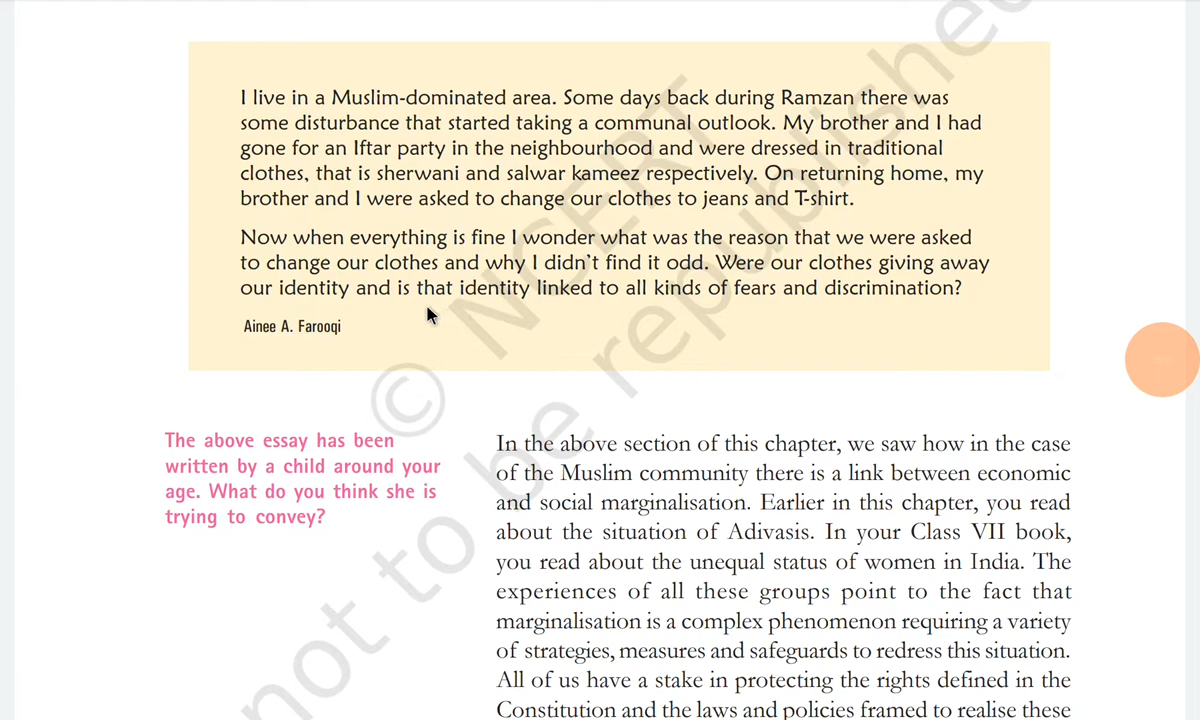 I live in a Muslim-dominated area. Some days back during Ramzan there was
some disturbance that started taking a communal outlook. My brother and I had
gone for an Iftar party in the neighbourhood and were dressed in traditional
clothes, that is sherwani and salwar kameez respectively. On returning home, my
brother and I were asked to change our clothes to jeans and T-shirt.
Now when everything is fine I wonder what was the reason that we were asked
to change our clothes and why I didn't find it odd. Were our clothes giving away
our identity and is that identity linked to all kinds of fears and discrimination?
Ainee A. Farooqi
The above essay has been
written by a child around your
age. What do you think she is
trying to convey?
In the above section of this chapter, we saw how in the case
of the Muslim community there is a link between economic
and social marginalisation. Earlier in this chapter, you read
about the situation of Adivasis. In your Class VII book,
you read about the unequal status of women in India. The
experiences of all these groups point to the fact that
marginalisation is a complex phenomenon requiring a variety
of strategies, measures and safeguards to redress this situation.
All of us have a stake in protecting the rights defined in the
Constitution and the laws and policies framed to realise these
© NCERT
not to be republished